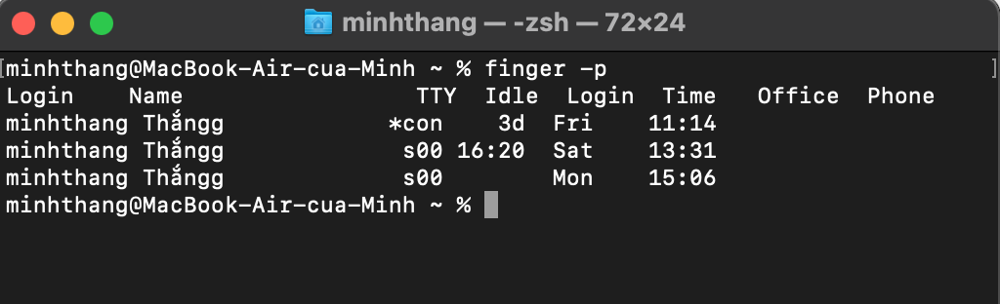 minhthang — -zsh — 72×24
[minhthang@MacBook-Air-cua-Minh ~ % finger -p ]
Login    Name                 TTY  Idle   Login  Time   Office  Phone
minhthang Thắngg            *con    3d  Fri    11:14
minhthang Thắngg             s00 16:20  Sat    13:31
minhthang Thắngg             s00        Mon    15:06
minhthang@MacBook-Air-cua-Minh ~ %